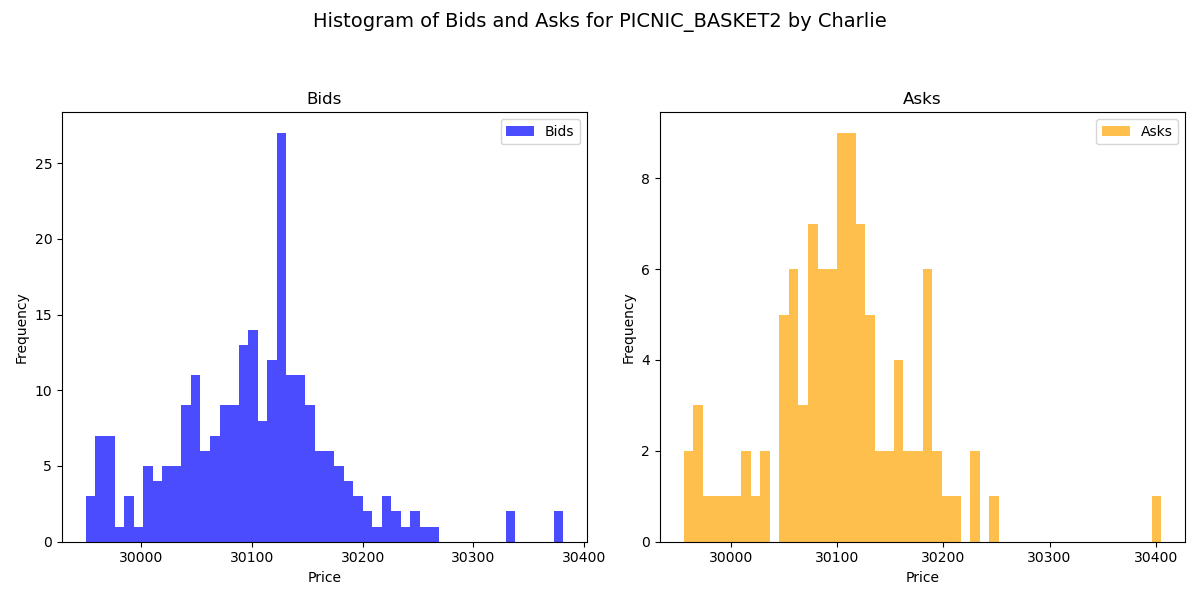 Histogram of Bids and Asks for PICNIC_BASKET2 by Charlie
Bids
Bids
25
20
15
10
5
0
Frequency
30000 30100 30200 30300 30400
Price
Asks
Asks
8
6
4
2
0
Frequency
30000 30100 30200 30300 30400
Price